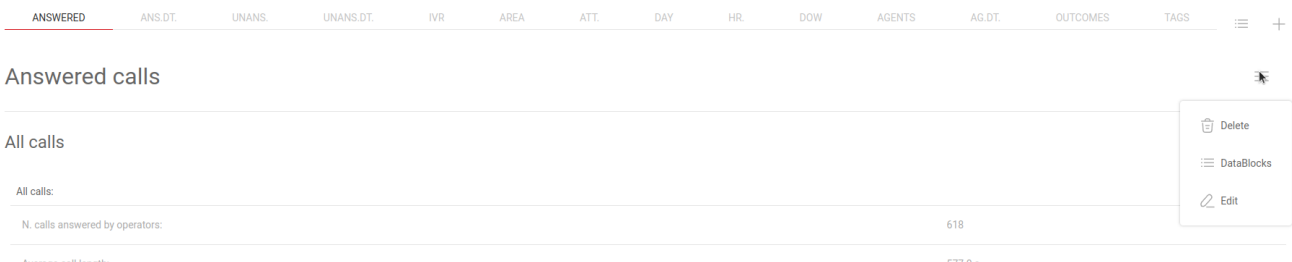 ANSWERED ANS.DT. UNANS. UNANS.DT. IVR AREA ATT. DAY HR. DOW AGENTS AG.DT. OUTCOMES TAGS
Answered calls
Delete
All calls
DataBlocks
All calls:
Edit
N. calls answered by operators: 618